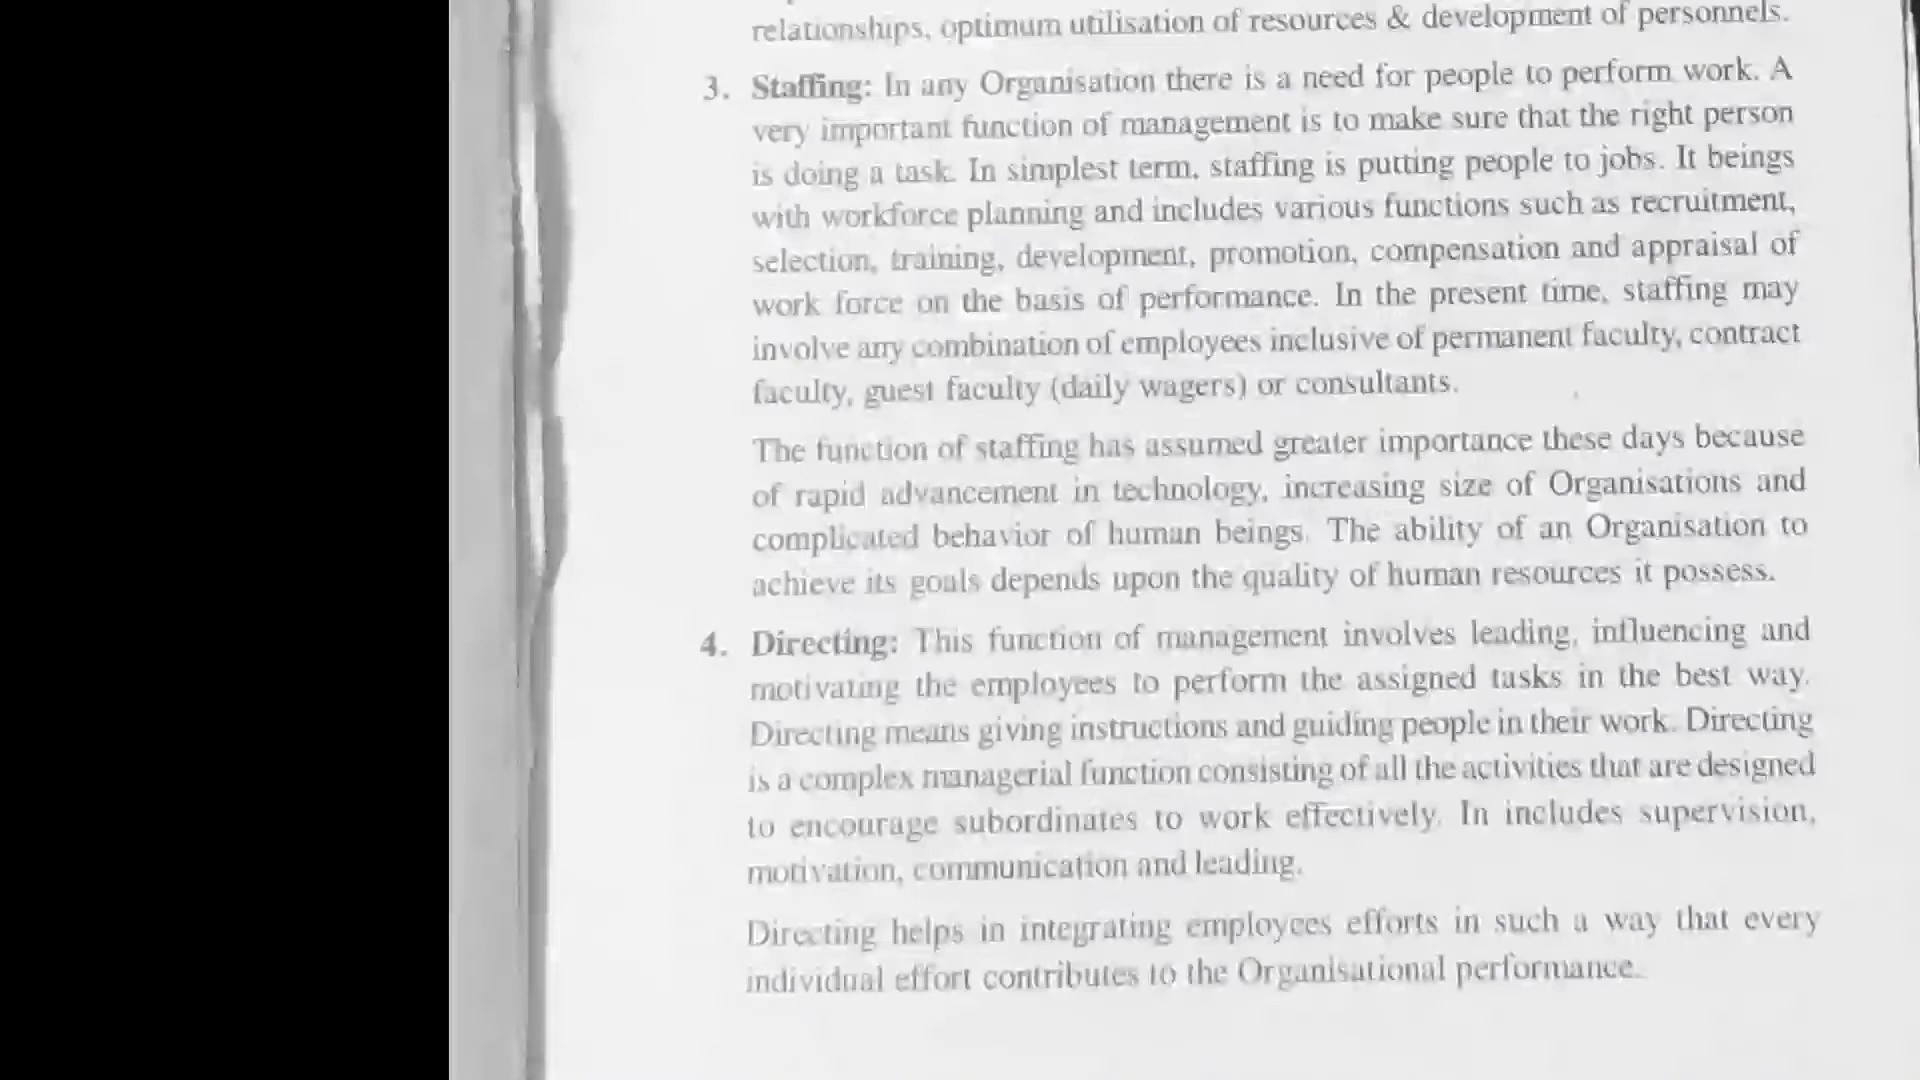 relationships, optimum utilisation of resources & development of personnels.
3. Staffing: In any Organisation there is a need for people to perform work. A
very important function of management is to make sure that the right person
is doing a task. In simplest term, staffing is putting people to jobs. It beings
with workforce planning and includes various functions such as recruitment,
selection, training, development, promotion, compensation and appraisal of
work force on the basis of performance. In the present time, staffing may
involve any combination of employees inclusive of permanent faculty, contract
faculty, guest faculty (daily wagers) or consultants.
The function of staffing has assumed greater importance these days because
of rapid advancement in technology, increasing size of Organisations and
complicated behavior of human beings. The ability of an Organisation to
achieve its goals depends upon the quality of human resources it possess.
4. Directing: This function of management involves leading, influencing and
motivating the employees to perform the assigned tasks in the best way.
Directing means giving instructions and guiding people in their work. Directing
is a complex managerial function consisting of all the activities that are designed
to encourage subordinates to work effectively. In includes supervision,
motivation, communication and leading.
Directing helps in integrating employees efforts in such a way that every
individual effort contributes to the Organisational performance.